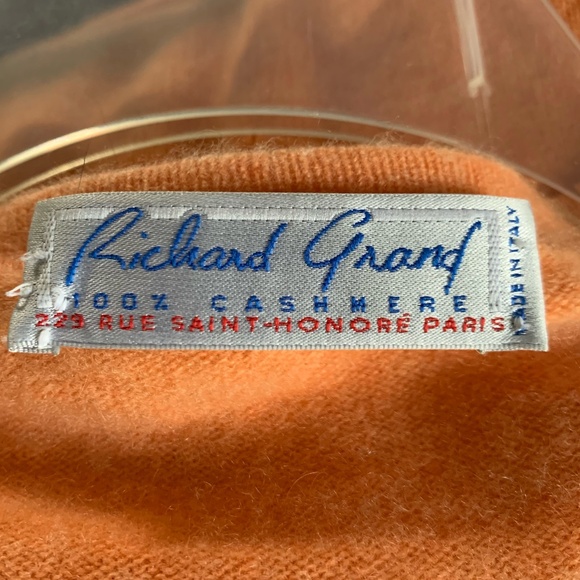 Richard Grand
100% CASHMERE
229 RUE SAINT-HONORÉ PARIS
MADE IN ITALY